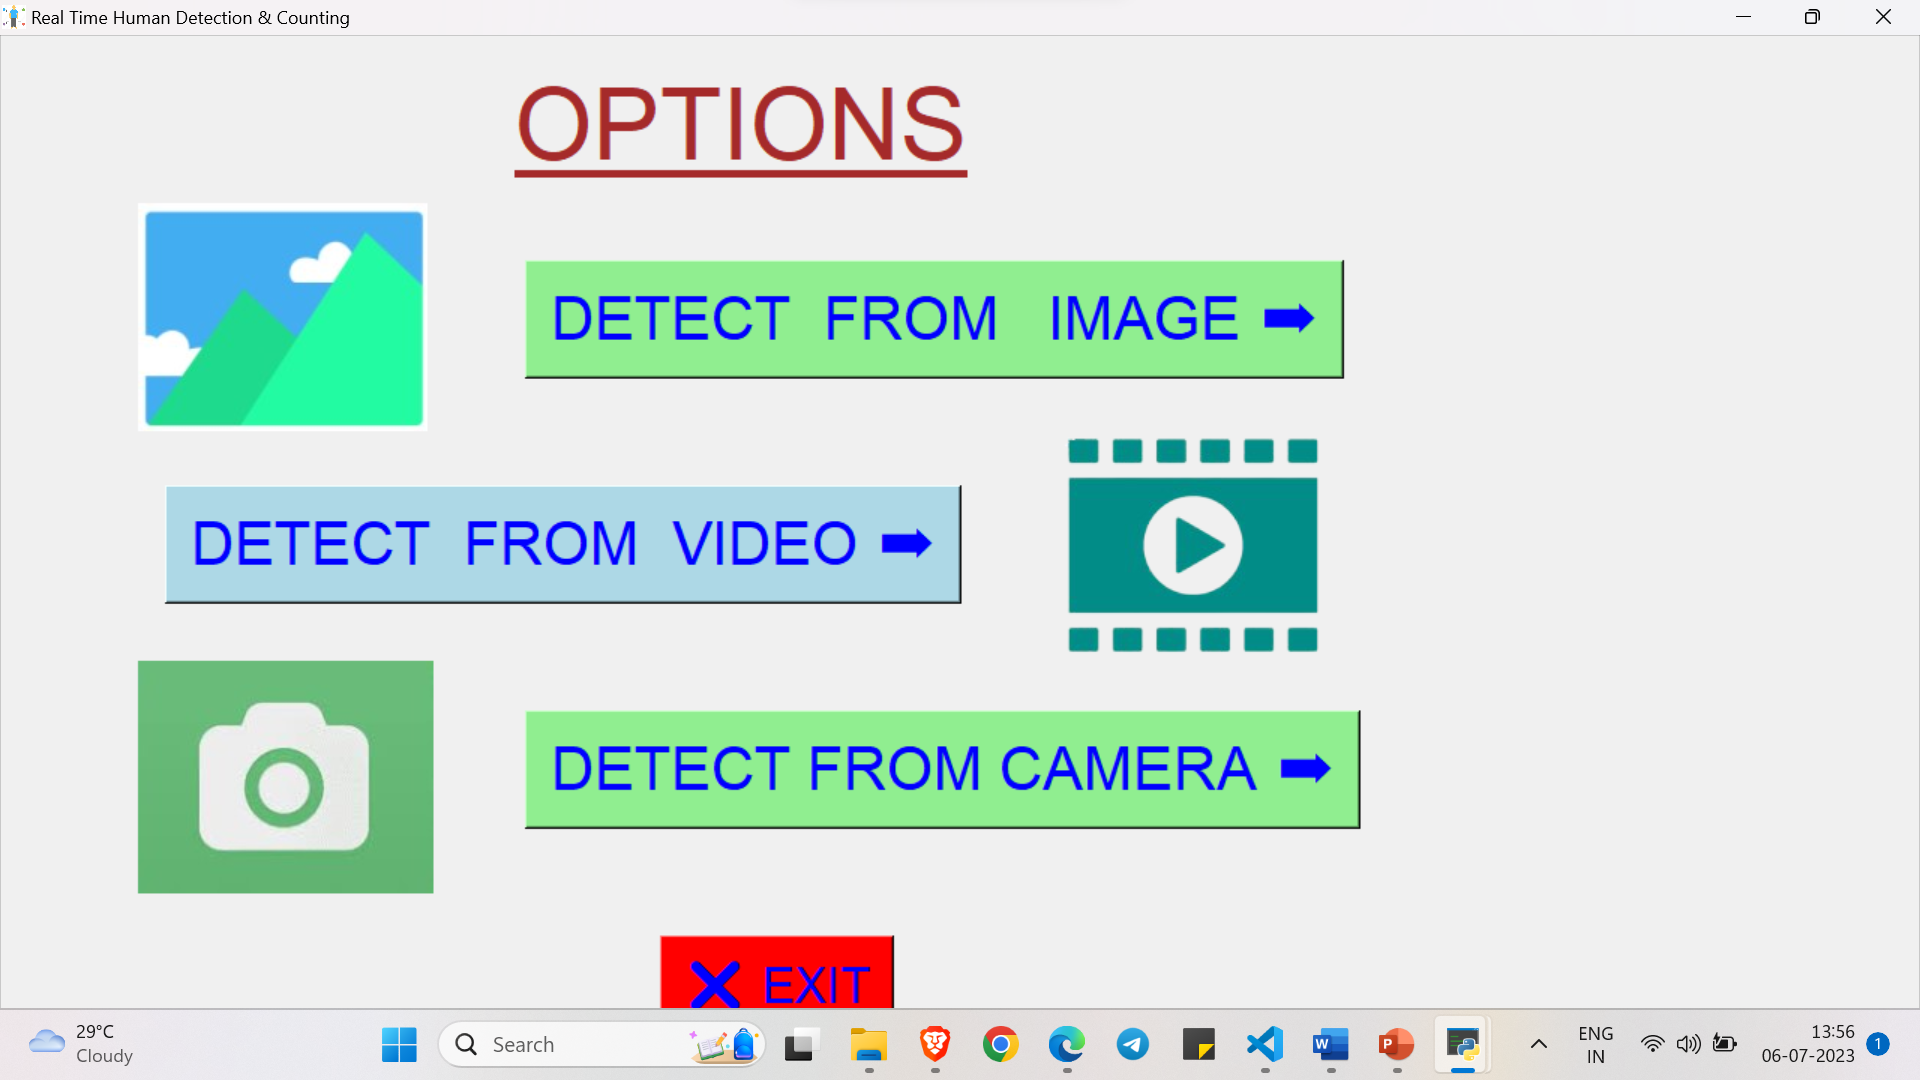 Real Time Human Detection & Counting
OPTIONS
DETECT FROM IMAGE ➡
DETECT FROM VIDEO ➡
DETECT FROM CAMERA ➡
❌ EXIT
29°C
Cloudy
Search
ENG
IN
13:56
06-07-2023
1